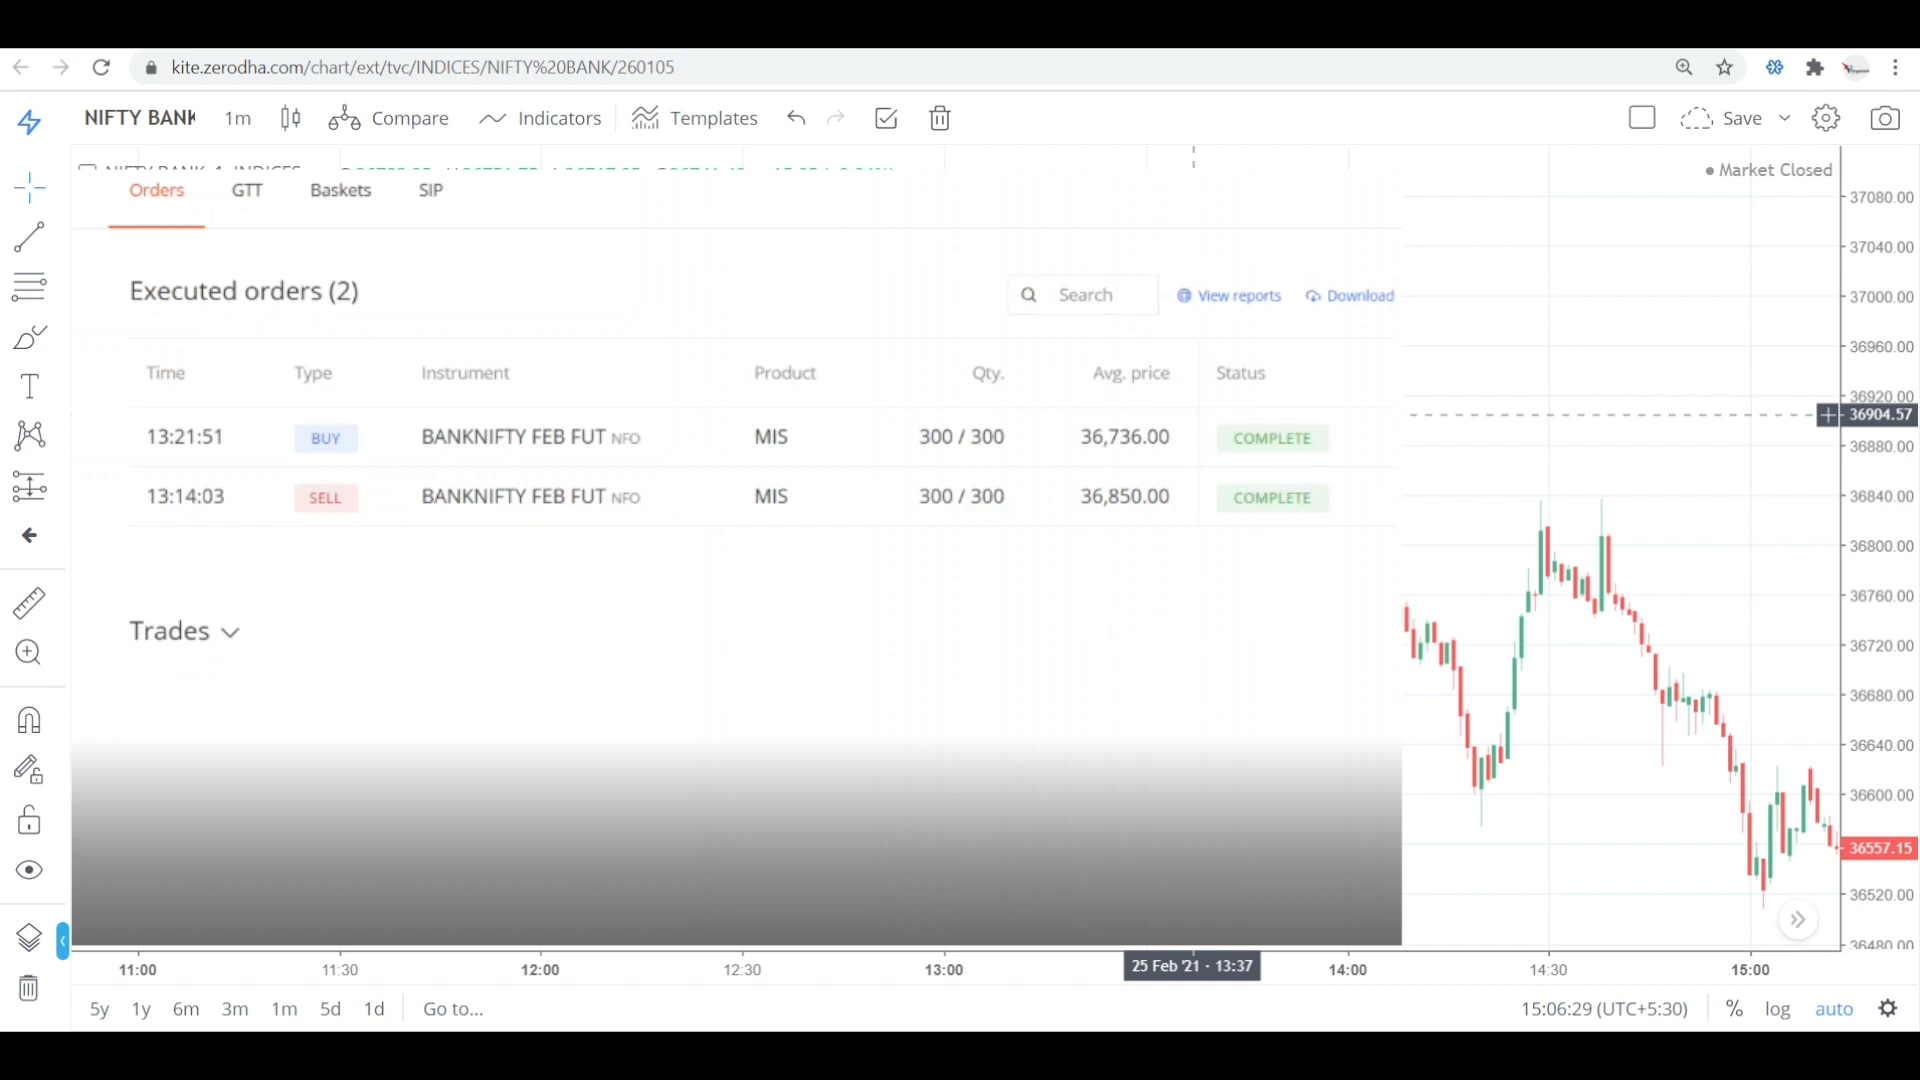 kite.zerodha.com/chart/ext/tvc/INDICES/NIFTY%20BANK/260105
NIFTY BANK 1m Compare Indicators Templates Save
Market Closed
Orders GTT Baskets SIP
Executed orders (2) Search View reports Download
Time Type Instrument Product Qty. Avg. price Status
13:21:51 BUY BANKNIFTY FEB FUT NFO MIS 300 / 300 36,736.00 COMPLETE
13:14:03 SELL BANKNIFTY FEB FUT NFO MIS 300 / 300 36,850.00 COMPLETE
Trades
37080.00
37040.00
37000.00
36960.00
36920.00
36904.57
36880.00
36840.00
36800.00
36760.00
36720.00
36680.00
36640.00
36600.00
36557.15
36520.00
36480.00
11:00 11:30 12:00 12:30 13:00 25 Feb '21 - 13:37 14:00 14:30 15:00
5y 1y 6m 3m 1m 5d 1d Go to... 15:06:29 (UTC+5:30) % log auto